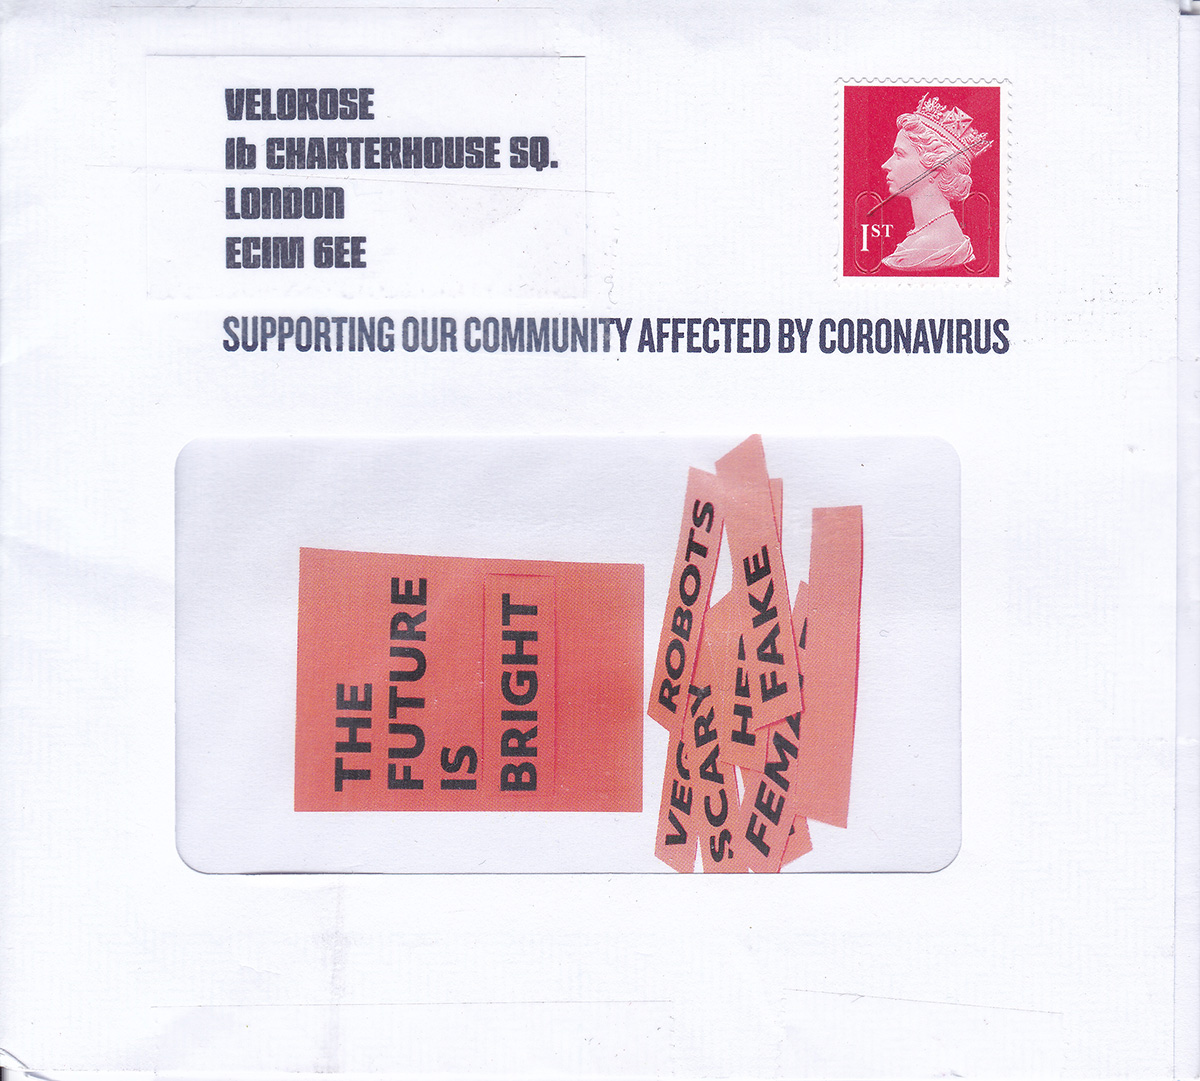 VELOROSE
1b CHARTERHOUSE SQ.
LONDON
EC1M 6EE
1ST
SUPPORTING OUR COMMUNITY AFFECTED BY CORONAVIRUS
THE
FUTURE
IS
BRIGHT
ROBOTS
SCARY
FAKE